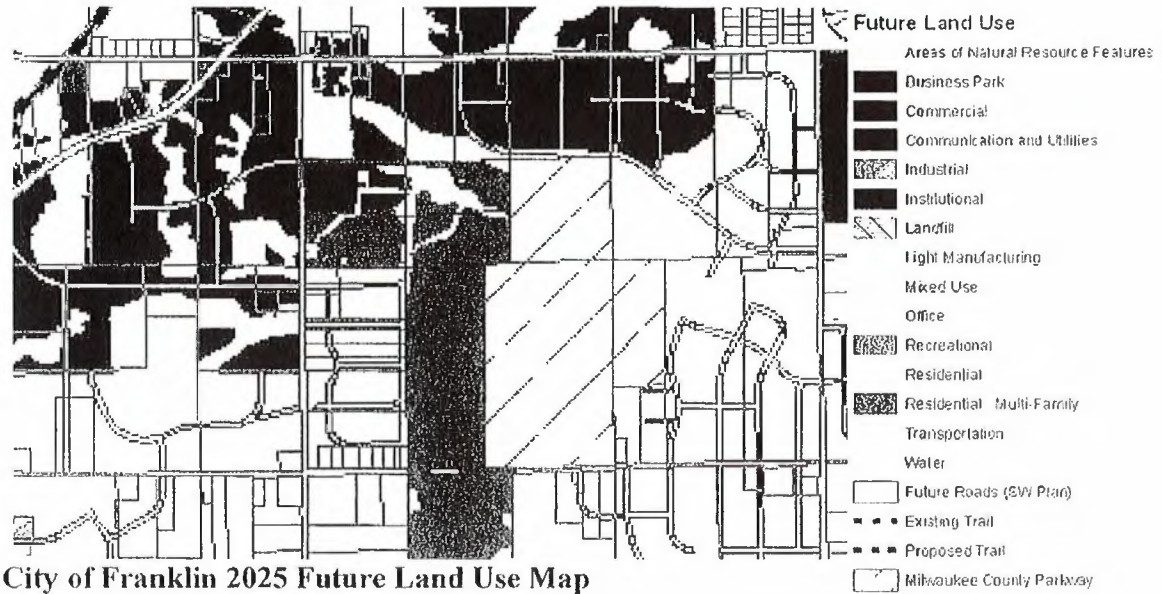 Future Land Use
Areas of Natural Resource Features
Business Park
Commercial
Communication and Utilities
Industrial
Institutional
Landfill
Light Manufacturing
Mixed Use
Office
Recreational
Residential
Residential Multi-Family
Transportation
Water
Future Roads (SW Plan)
Existing Trail
Proposed Trail
Milwaukee County Parkway
City of Franklin 2025 Future Land Use Map